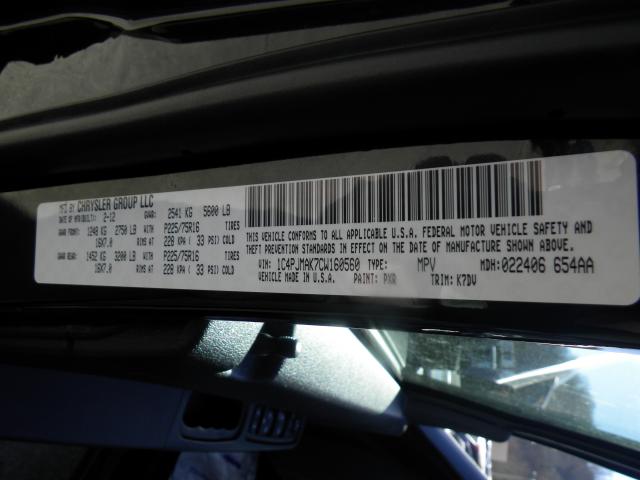 MFD BY CHRYSLER GROUP LLC
DATE OF MFR/BUILT: 2-12 GVWR: 2541 KG 5600 LB
GAWR FRONT: 1248 KG 2750 LB P225/75R16 TIRES
16X7.0 RIMS AT 228 KPA ( 33 PSI) COLD
GAWR REAR: 1452 KG 3200 LB P225/75R16 TIRES
16X7.0 RIMS AT 228 KPA ( 33 PSI) COLD
THIS VEHICLE CONFORMS TO ALL APPLICABLE U.S.A. FEDERAL MOTOR VEHICLE SAFETY AND
THEFT PREVENTION STANDARDS IN EFFECT ON THE DATE OF MANUFACTURE SHOWN ABOVE.
VIN: 1C4PJMAK7CW160560 TYPE: MPV MDH: 022406 654AA
VEHICLE MADE IN U.S.A. PAINT: PXR TRIM: K7DV